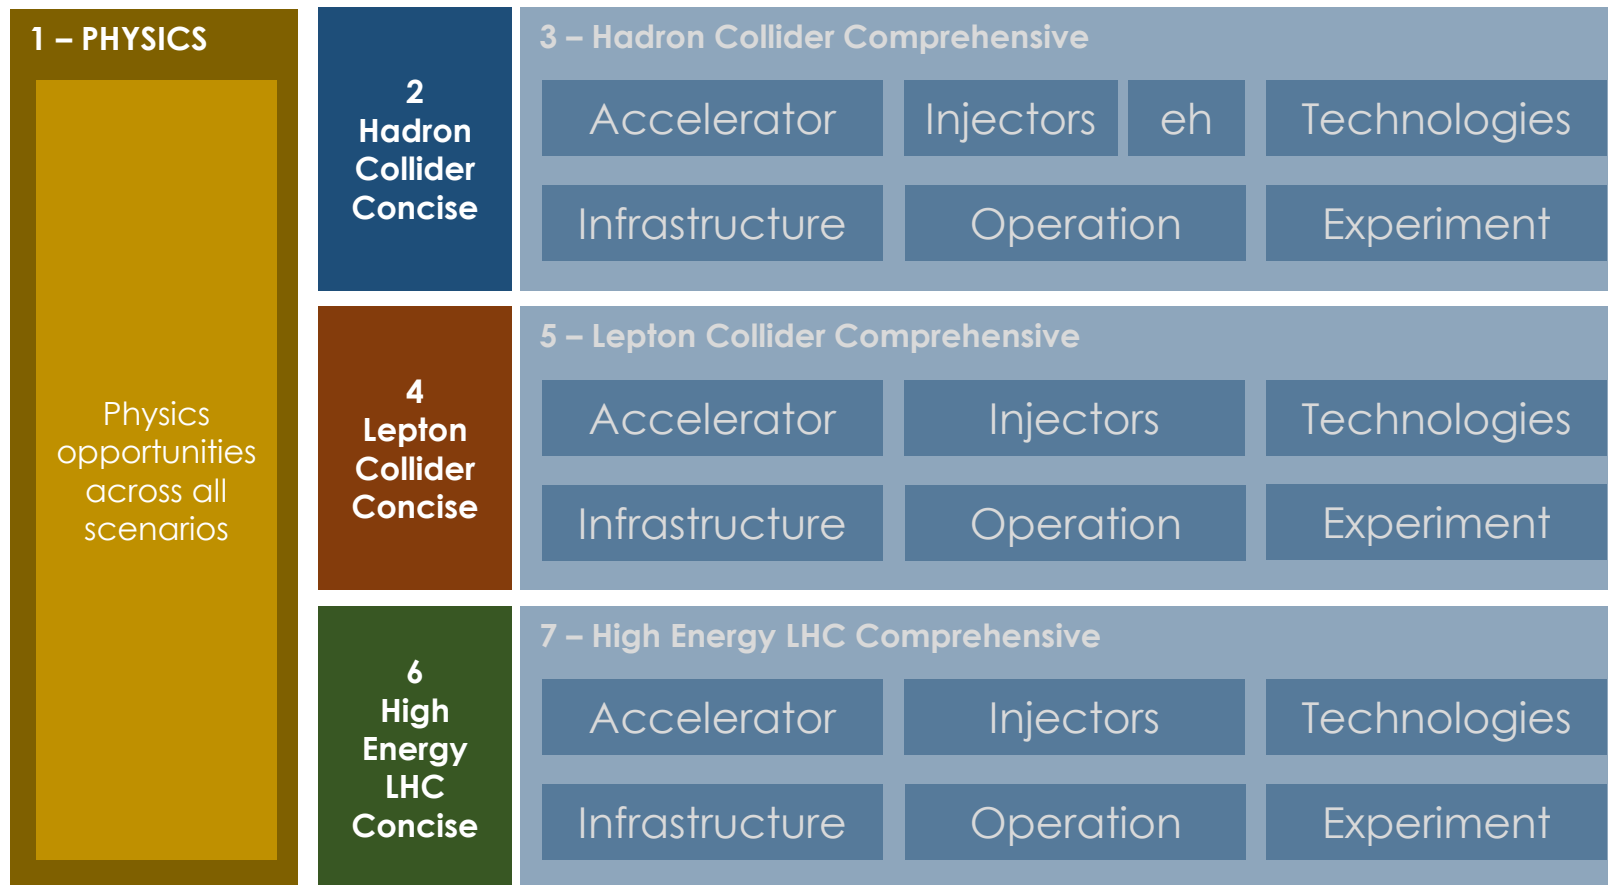 1 – PHYSICS
Physics
opportunities
across all
scenarios
2
Hadron
Collider
Concise
3 – Hadron Collider Comprehensive
Accelerator
Injectors
eh
Technologies
Infrastructure
Operation
Experiment
4
Lepton
Collider
Concise
5 – Lepton Collider Comprehensive
Accelerator
Injectors
Technologies
Infrastructure
Operation
Experiment
6
High
Energy
LHC
Concise
7 – High Energy LHC Comprehensive
Accelerator
Injectors
Technologies
Infrastructure
Operation
Experiment